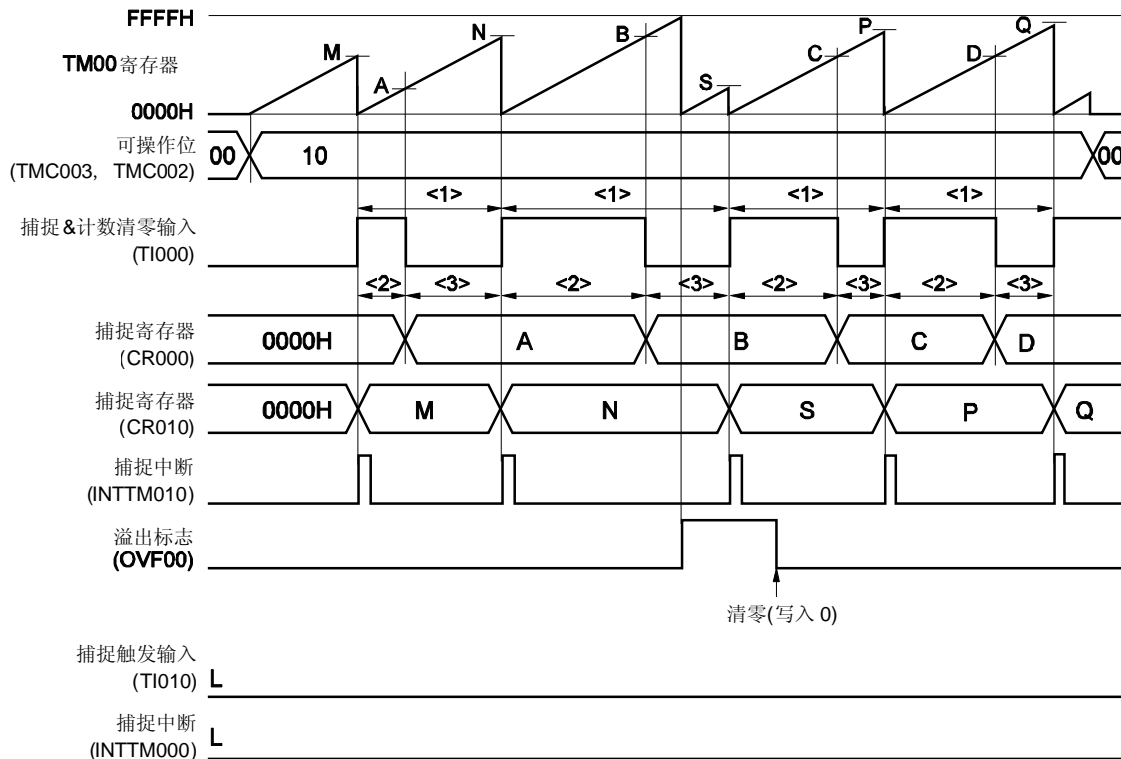 FFFFH
TM00 寄存器
0000H
M A N B S C P D Q
可操作位
(TMC003, TMC002)
00 10 00
<1> <1> <1> <1>
捕捉&计数清零输入
(TI000)
<2> <3> <2> <3> <2> <3> <2> <3>
捕捉寄存器
(CR000)
0000H A B C D
捕捉寄存器
(CR010)
0000H M N S P Q
捕捉中断
(INTTM010)
溢出标志
(OVF00)
清零(写入 0)
捕捉触发输入
(TI010)
L
捕捉中断
(INTTM000)
L